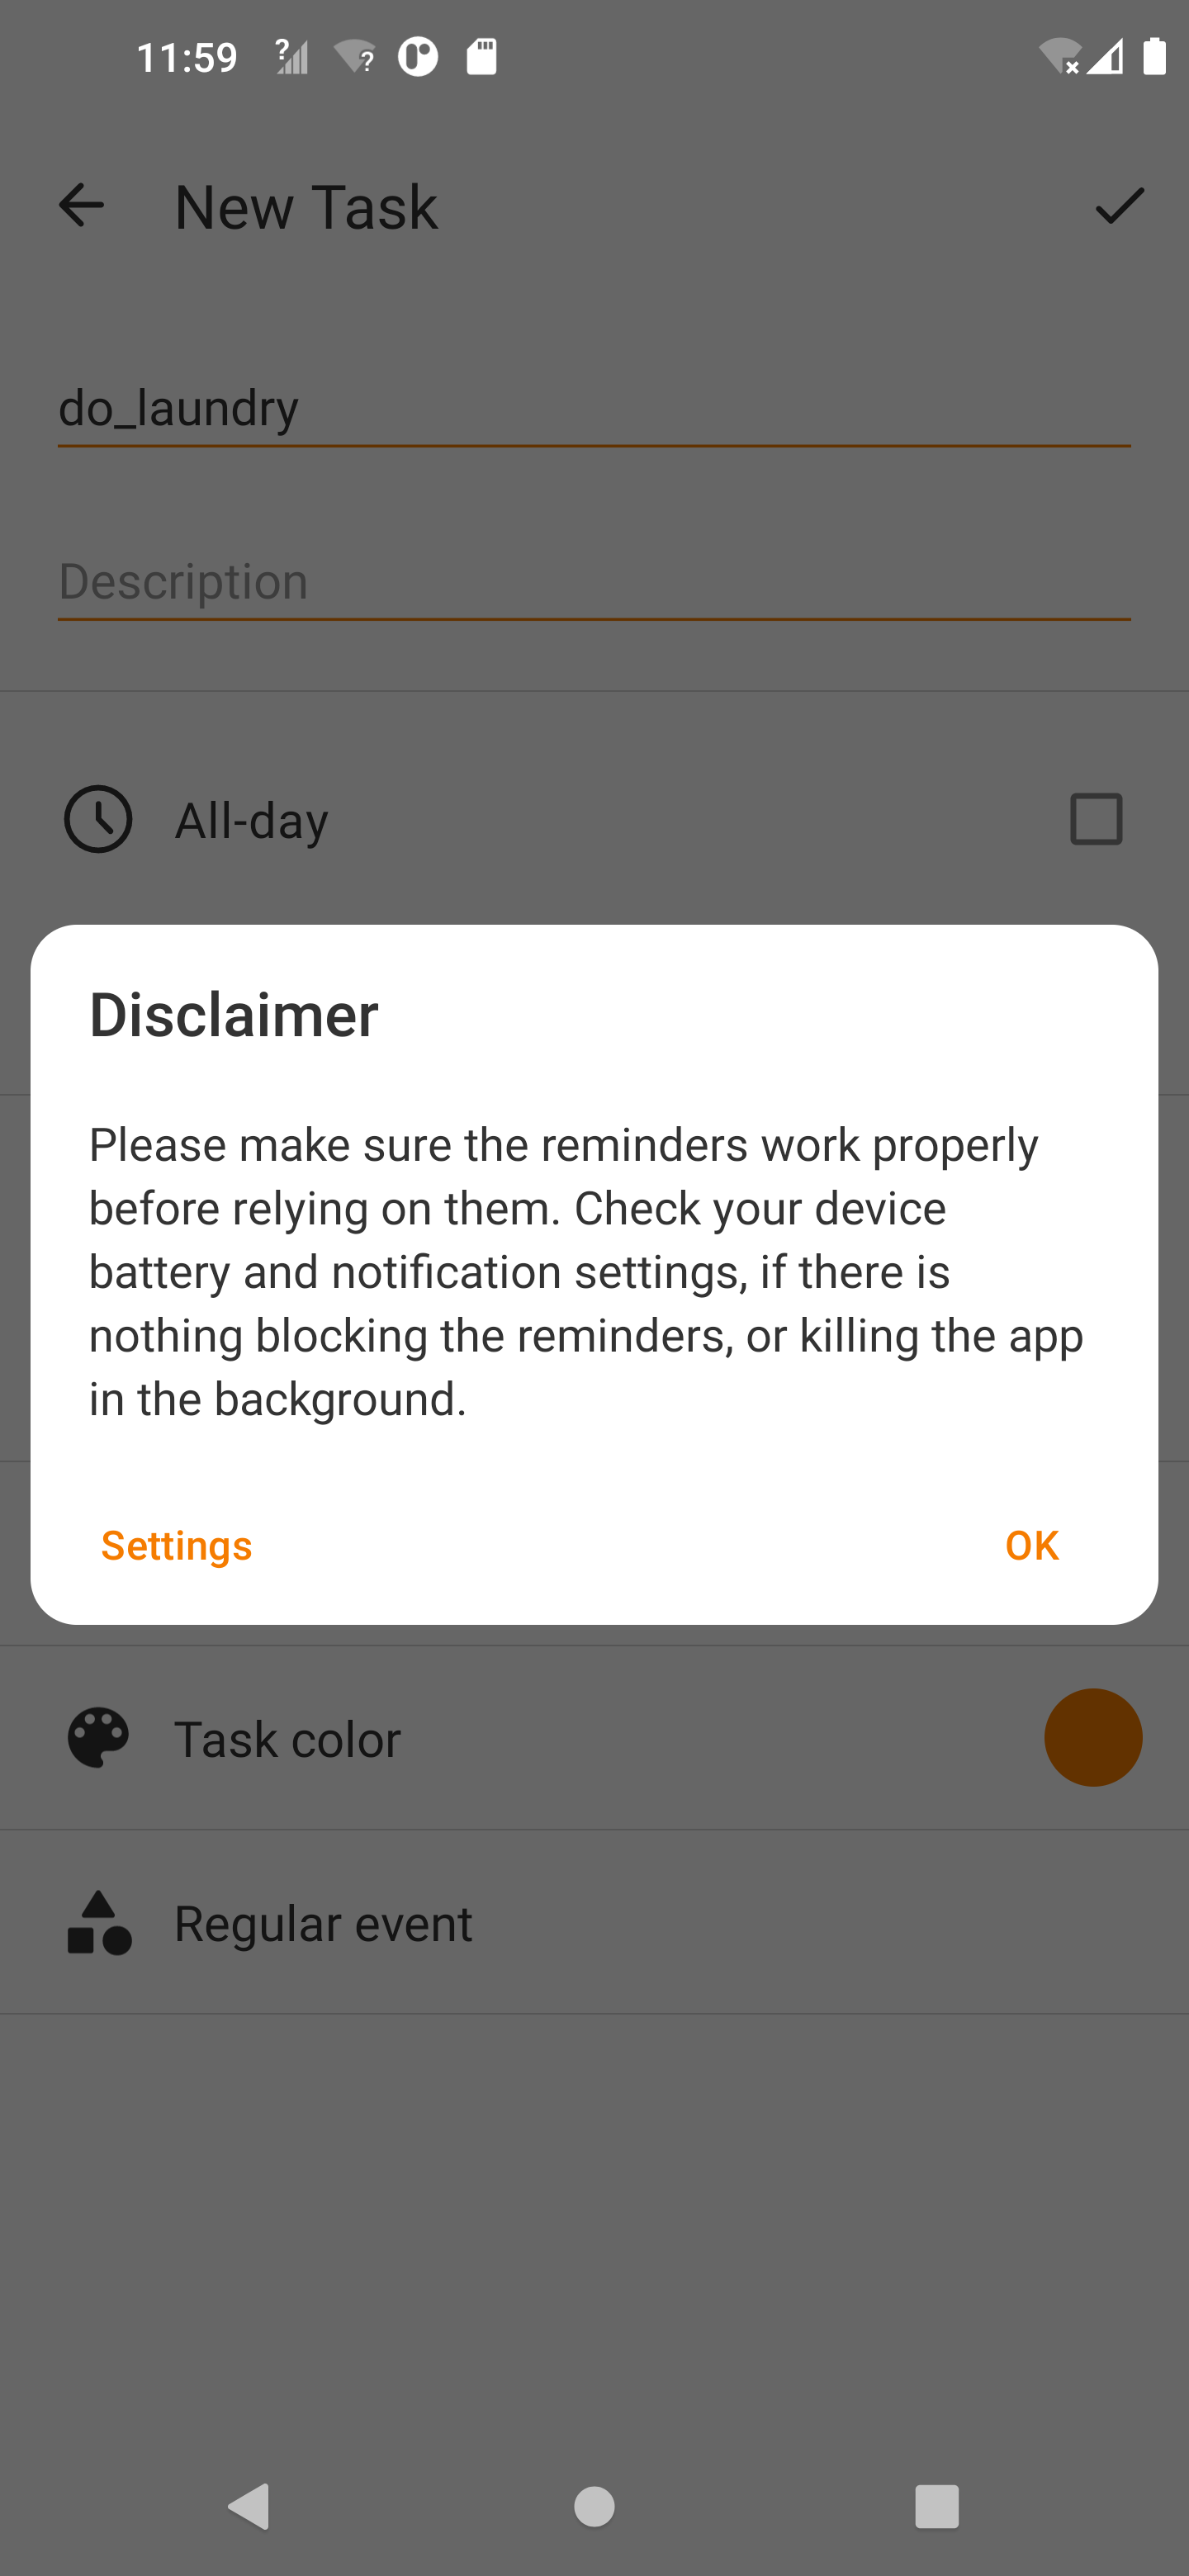 11:59
New Task
do_laundry
Description
All-day
Disclaimer
Please make sure the reminders work properly
before relying on them. Check your device
battery and notification settings, if there is
nothing blocking the reminders, or killing the app
in the background.
Settings
OK
Task color
Regular event